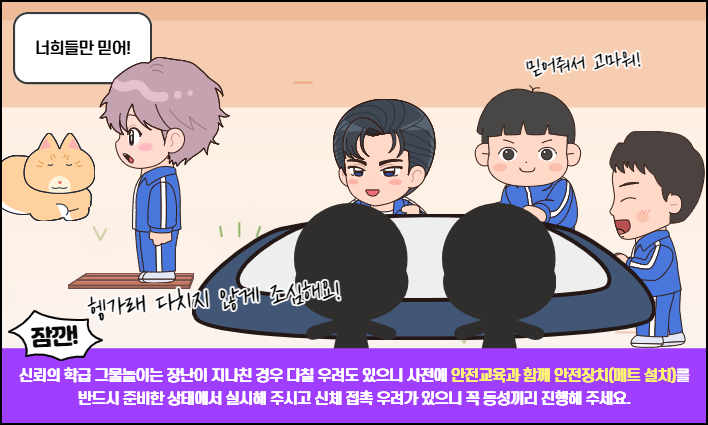 너희들만 믿어!
믿어줘서 고마워!
헹가래 다치지 않게 조심해요!
잠깐!
신뢰의 학급 그물놀이는 장난이 지나친 경우 다칠 우려도 있으니 사전에 안전교육과 함께 안전장치(메트 설치)를
반드시 준비한 상태에서 실시해 주시고 신체 접촉 우려가 있으니 꼭 동성끼리 진행해 주세요.